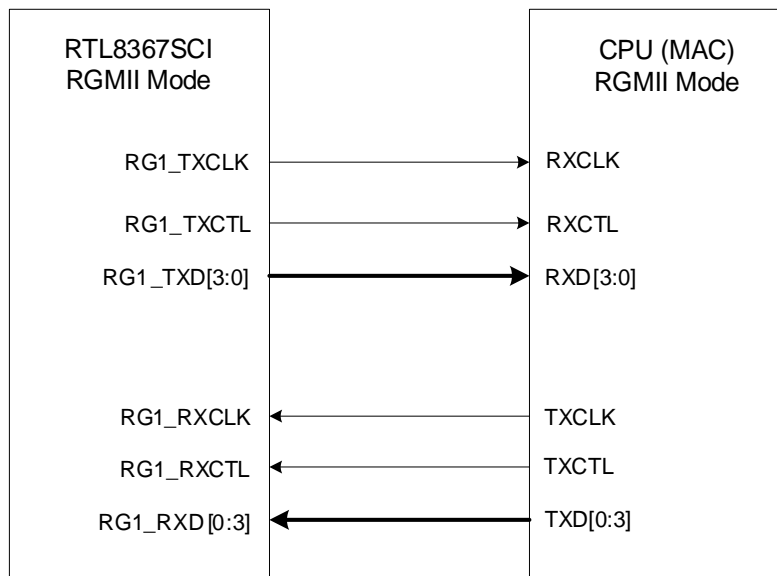 RTL8367SCI
RGMII Mode
CPU (MAC)
RGMII Mode
RG1_TXCLK
RXCLK
RG1_TXCTL
RXCTL
RG1_TXD[3:0]
RXD[3:0]
RG1_RXCLK
TXCLK
RG1_RXCTL
TXCTL
RG1_RXD[0:3]
TXD[0:3]